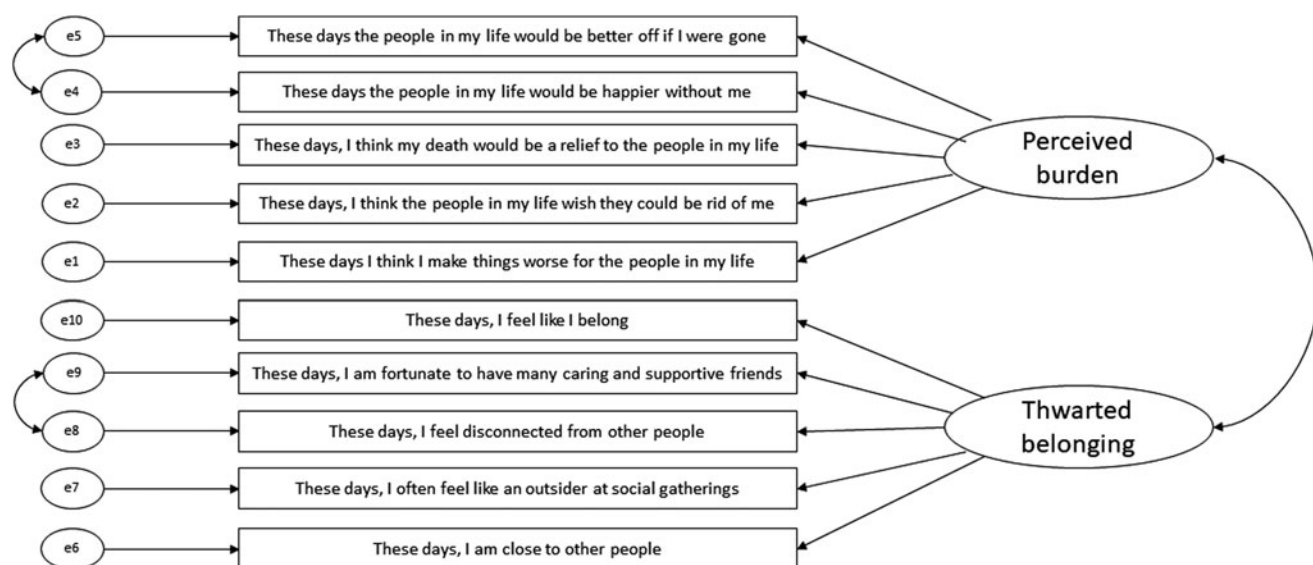 e5 These days the people in my life would be better off if I were gone
e4 These days the people in my life would be happier without me
e3 These days, I think my death would be a relief to the people in my life
Perceived
burden
e2 These days, I think the people in my life wish they could be rid of me
e1 These days I think I make things worse for the people in my life
e10 These days, I feel like I belong
e9 These days, I am fortunate to have many caring and supportive friends
e8 These days, I feel disconnected from other people
Thwarted
belonging
e7 These days, I often feel like an outsider at social gatherings
e6 These days, I am close to other people